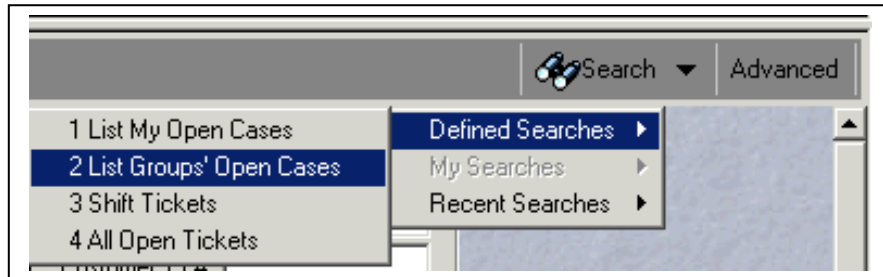 Search Advanced
1 List My Open Cases
2 List Groups' Open Cases
3 Shift Tickets
4 All Open Tickets
Defined Searches
My Searches
Recent Searches